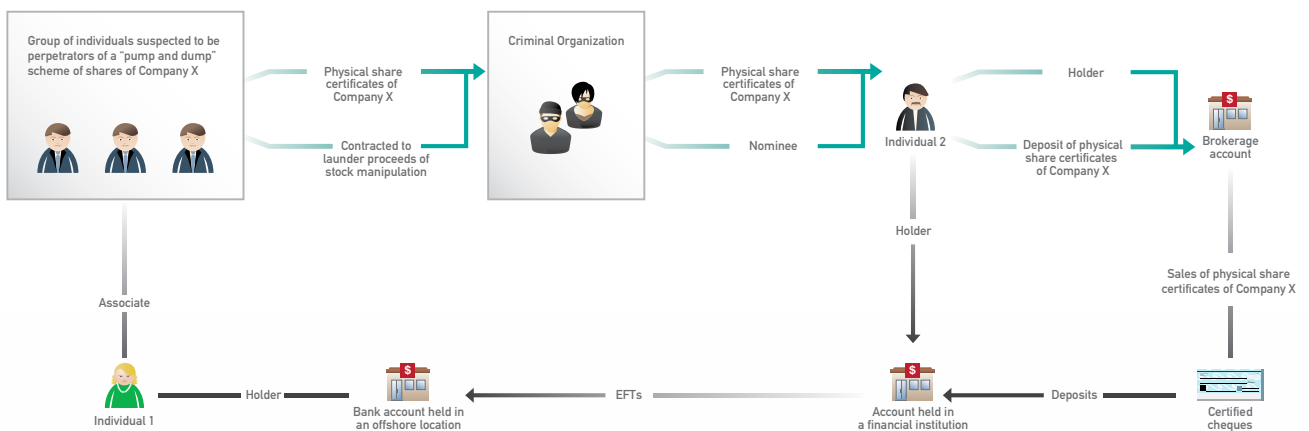 Group of individuals suspected to be
perpetrators of a “pump and dump”
scheme of shares of Company X
Physical share
certificates of
Company X
Contracted to
launder proceeds of
stock manipulation
Criminal Organization
Physical share
certificates of
Company X
Nominee
Individual 2
Holder
Deposit of physical
share certificates
of Company X
$
Brokerage
account
Holder
Sales of physical share
certificates of Company X
Associate
Individual 1
Holder
$
Bank account held in
an offshore location
EFTs
$
Account held in
a financial institution
Deposits
Certified
cheques